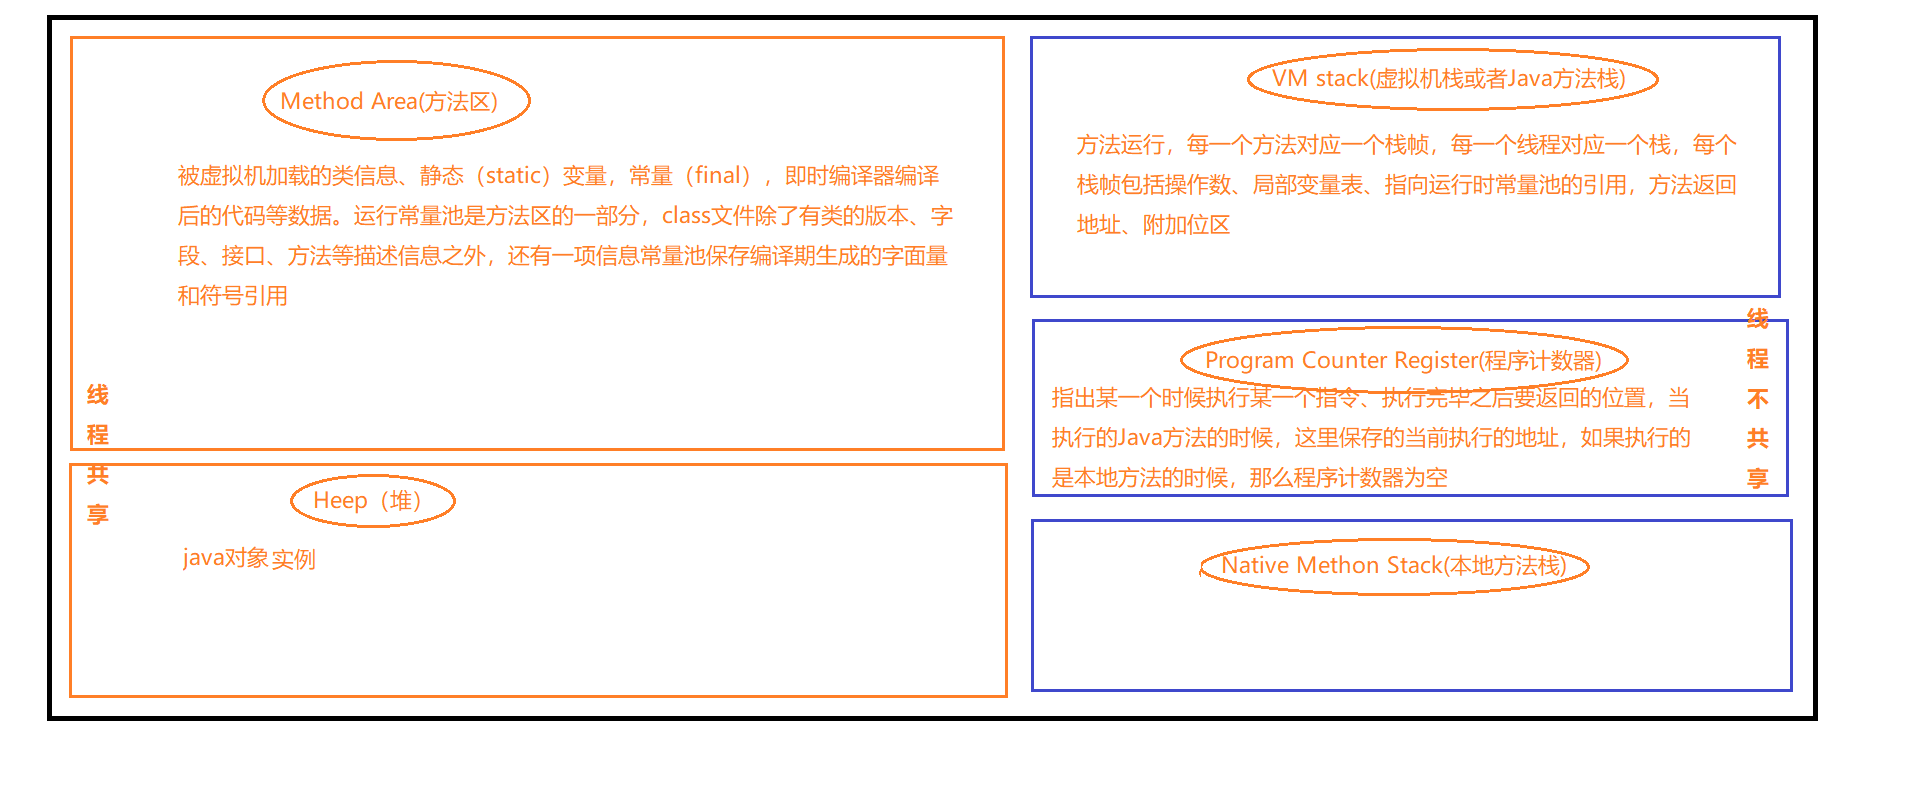 Method Area(方法区)
被虚拟机加载的类信息、静态（static）变量，常量（final），即时编译器编译
后的代码等数据。运行常量池是方法区的一部分，class文件除了有类的版本、字
段、接口、方法等描述信息之外，还有一项信息常量池保存编译期生成的字面量
和符号引用
线
程
共
享
Heep（堆）
java对象实例
VM stack(虚拟机栈或者Java方法栈)
方法运行，每一个方法对应一个栈帧，每一个线程对应一个栈，每个
栈帧包括操作数、局部变量表、指向运行时常量池的引用，方法返回
地址、附加位区
线
程
不
共
享
Program Counter Register(程序计数器)
指出某一个时候执行某一个指令、执行完毕之后要返回的位置，当
执行的Java方法的时候，这里保存的当前执行的地址，如果执行的
是本地方法的时候，那么程序计数器为空
Native Methon Stack(本地方法栈)